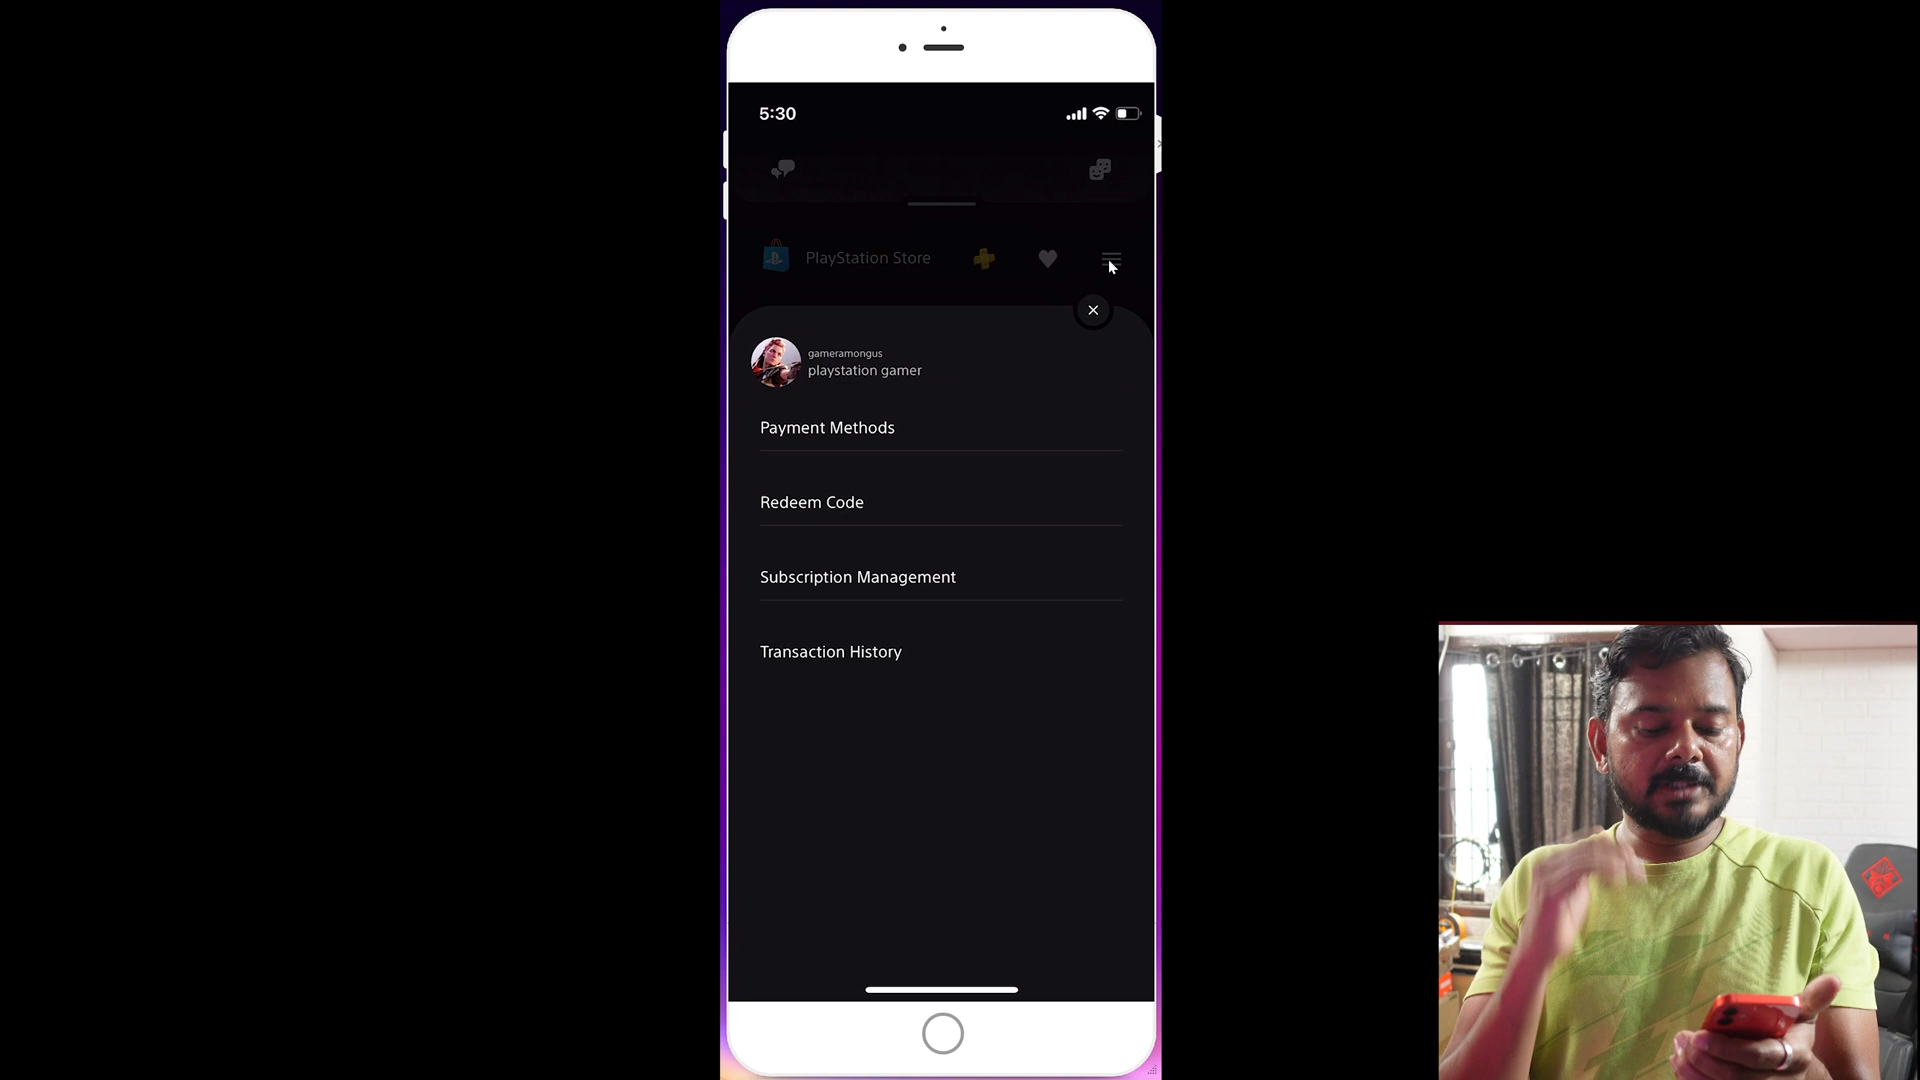 5:30
PlayStation Store
gameramongus
playstation gamer
Payment Methods
Redeem Code
Subscription Management
Transaction History